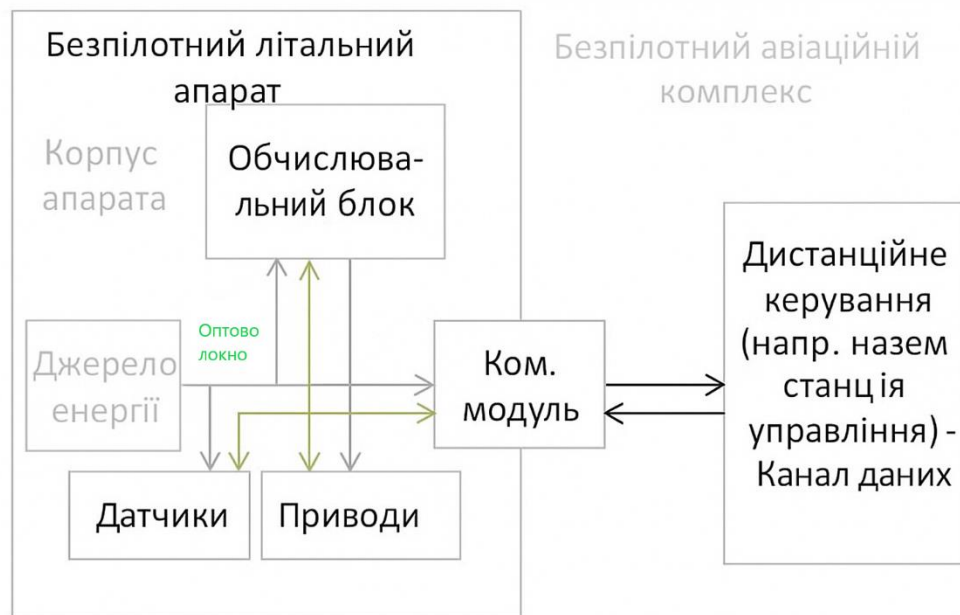 Безпілотний літальний
апарат
Безпілотний авіаційній
комплекс
Корпус
апарата
Обчислюва-
льний блок
Оптово
локно
Джерело
енергії
Ком.
модуль
Дистанційне
керування
(напр. назем
станція
управління) -
Канал даних
Датчики
Приводи